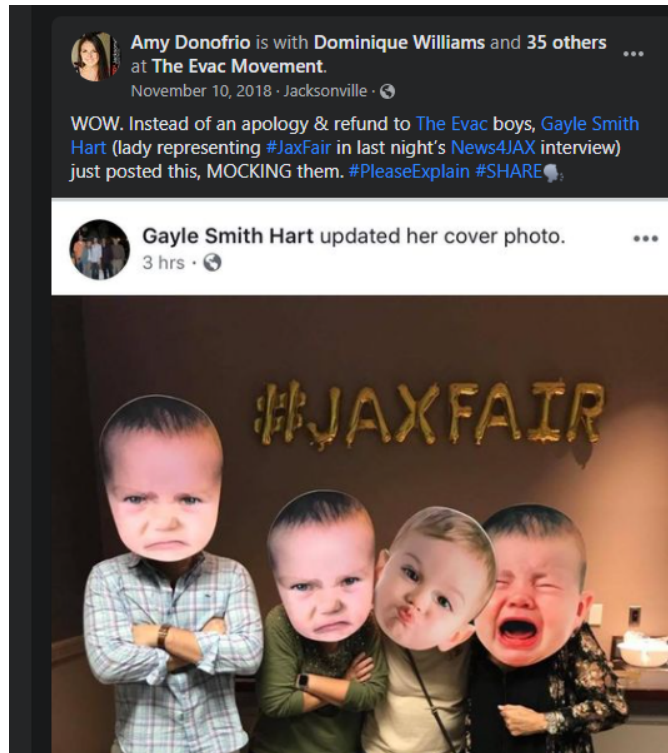 Amy Donofrio is with Dominique Williams and 35 others
at The Evac Movement.
November 10, 2018 · Jacksonville ·
WOW. Instead of an apology & refund to The Evac boys, Gayle Smith
Hart (lady representing #JaxFair in last night's News4JAX interview)
just posted this, MOCKING them. #PleaseExplain #SHARE
Gayle Smith Hart updated her cover photo.
3 hrs ·
#JAXFAIR